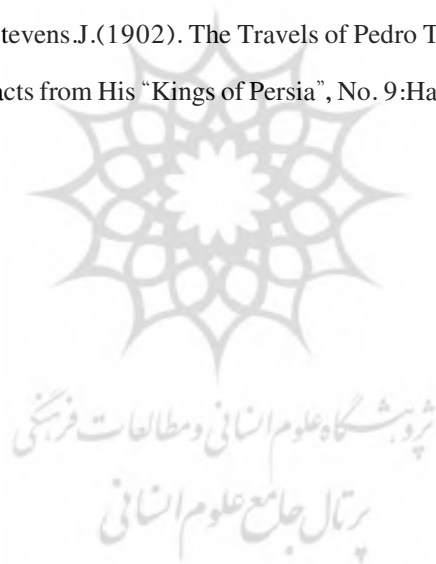 tevens.J.(1902). The Travels of Pedro T
acts from His “Kings of Persia”, No. 9:Ha
پژوهشگاه علوم انسانی و مطالعات فرهنگی
پرتال جامع علوم انسانی